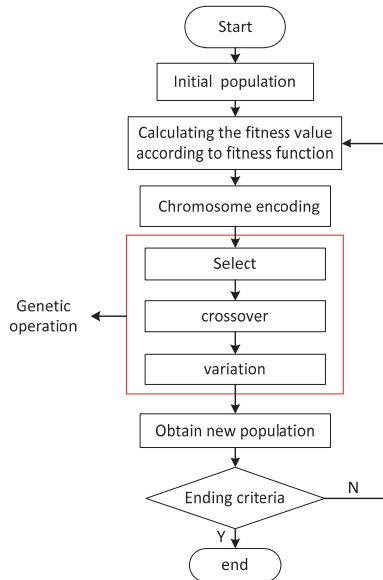 Start
Initial population
Calculating the fitness value
according to fitness function
Chromosome encoding
Select
Genetic
operation
crossover
variation
Obtain new population
Ending criteria
N
Y
end